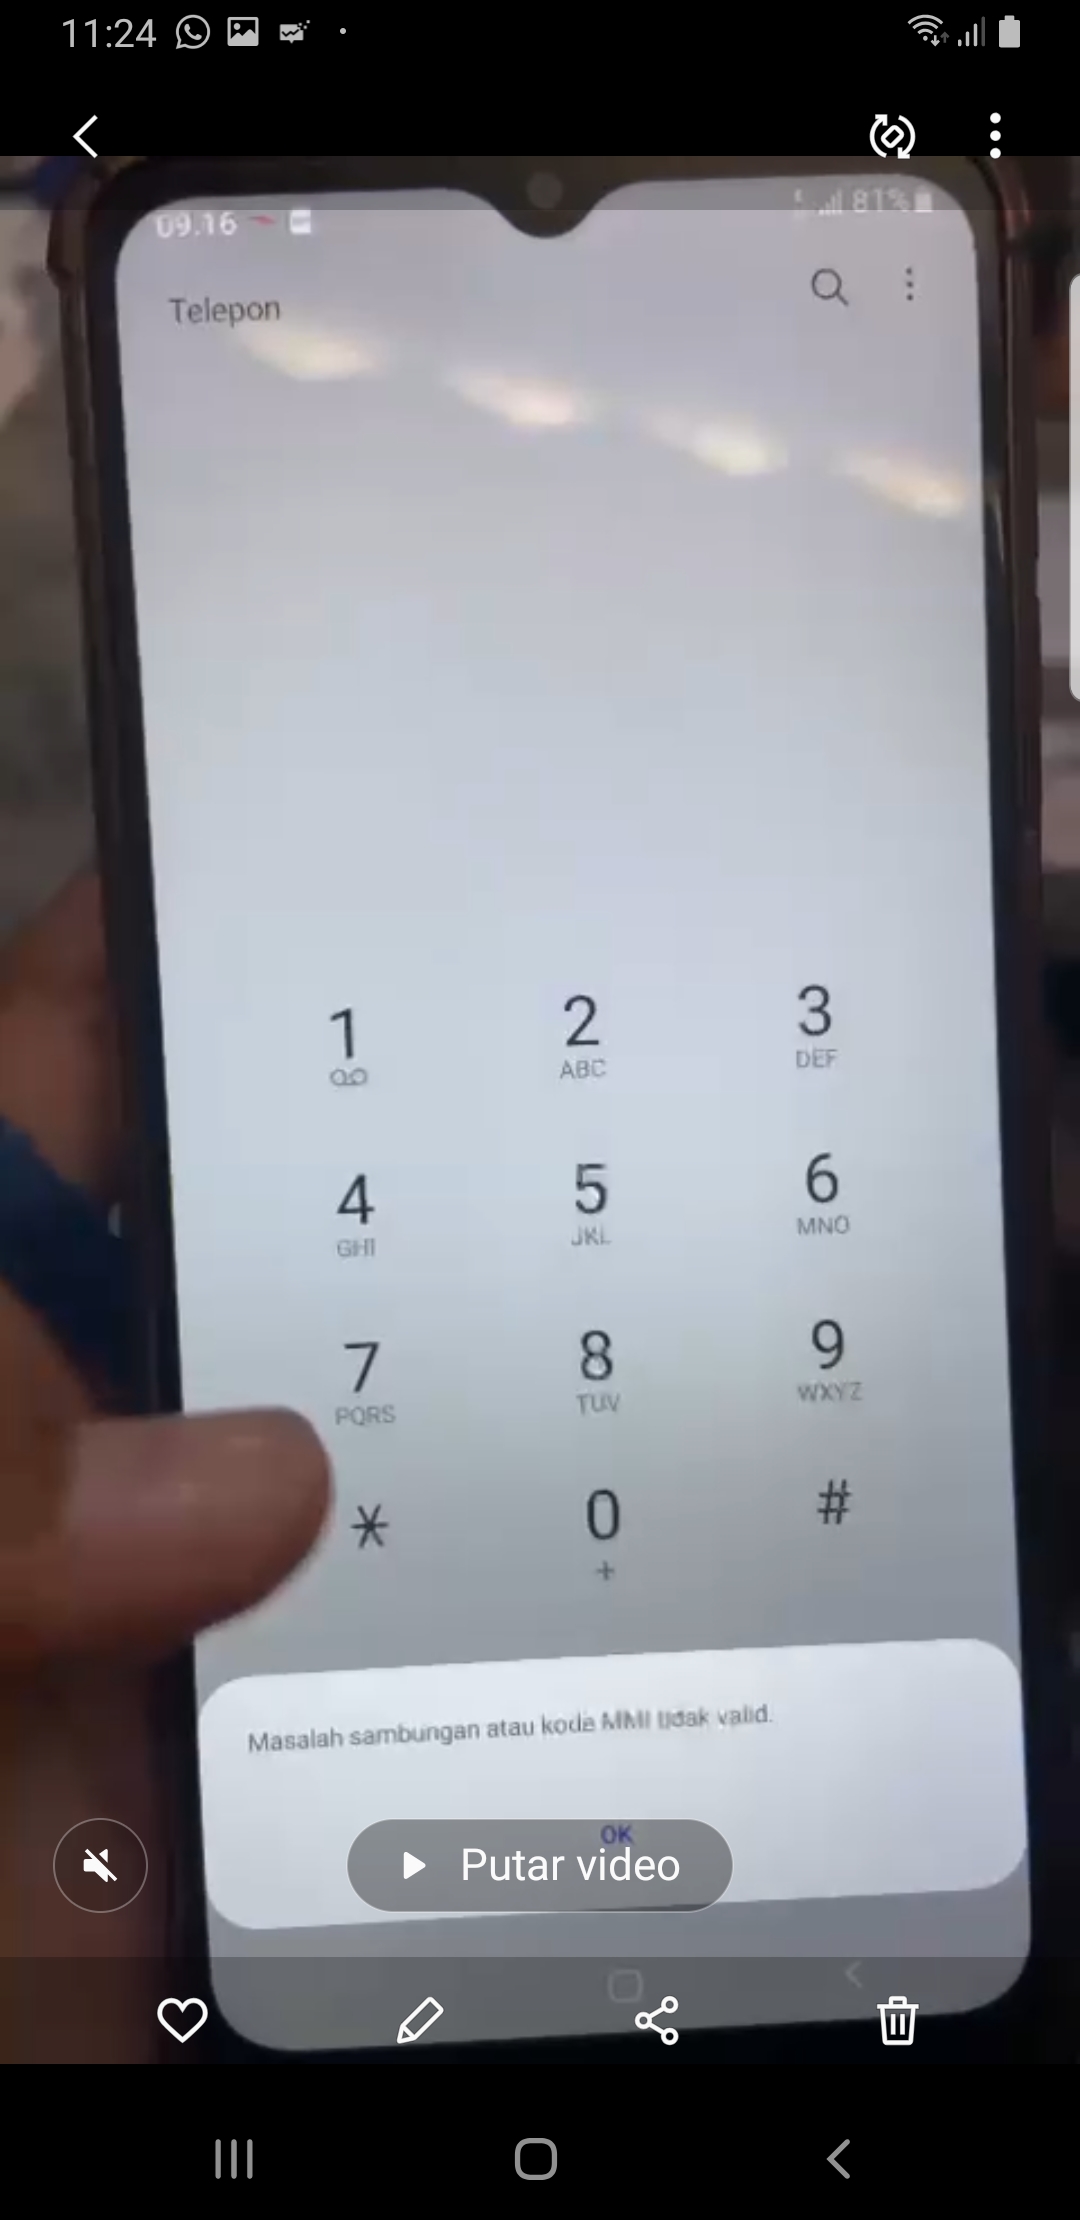 11:24
09.16
81%
Telepon
1
2
ABC
3
DEF
4
GHI
5
JKL
6
MNO
7
PQRS
8
TUV
9
WXYZ
*
0
+
#
Masalah sambungan atau kode MMI tidak valid.
OK
Putar video